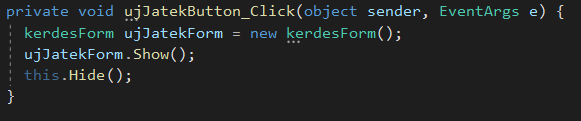 private void ujJatekButton_Click(object sender, EventArgs e) {
kerdesForm ujJatekForm = new kerdesForm();
ujJatekForm.Show();
this.Hide();
}